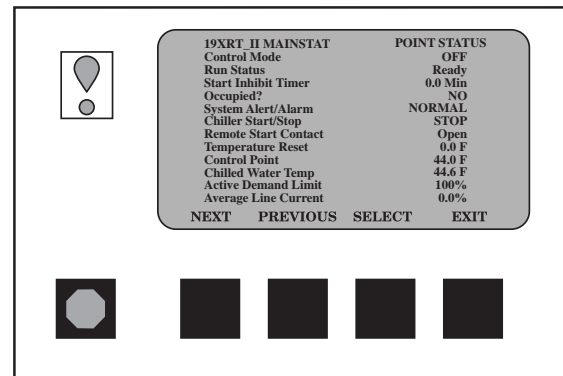 19XRT_II MAINSTAT POINT STATUS
Control Mode OFF
Run Status Ready
Start Inhibit Timer 0.0 Min
Occupied? NO
System Alert/Alarm NORMAL
Chiller Start/Stop STOP
Remote Start Contact Open
Temperature Reset 0.0 F
Control Point 44.0 F
Chilled Water Temp 44.6 F
Active Demand Limit 100%
Average Line Current 0.0%
NEXT PREVIOUS SELECT EXIT